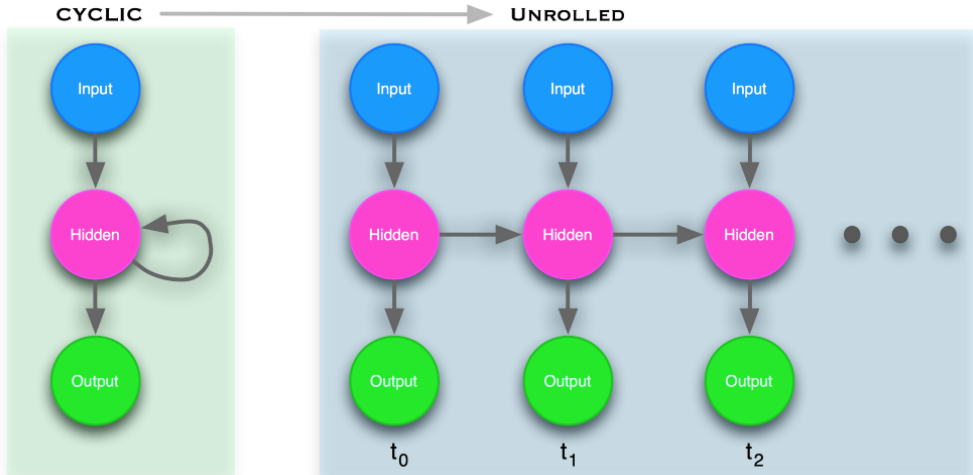 CYCLIC UNROLLED
Input Input Input Input
Hidden Hidden Hidden Hidden
Output Output Output Output
t0 t1 t2